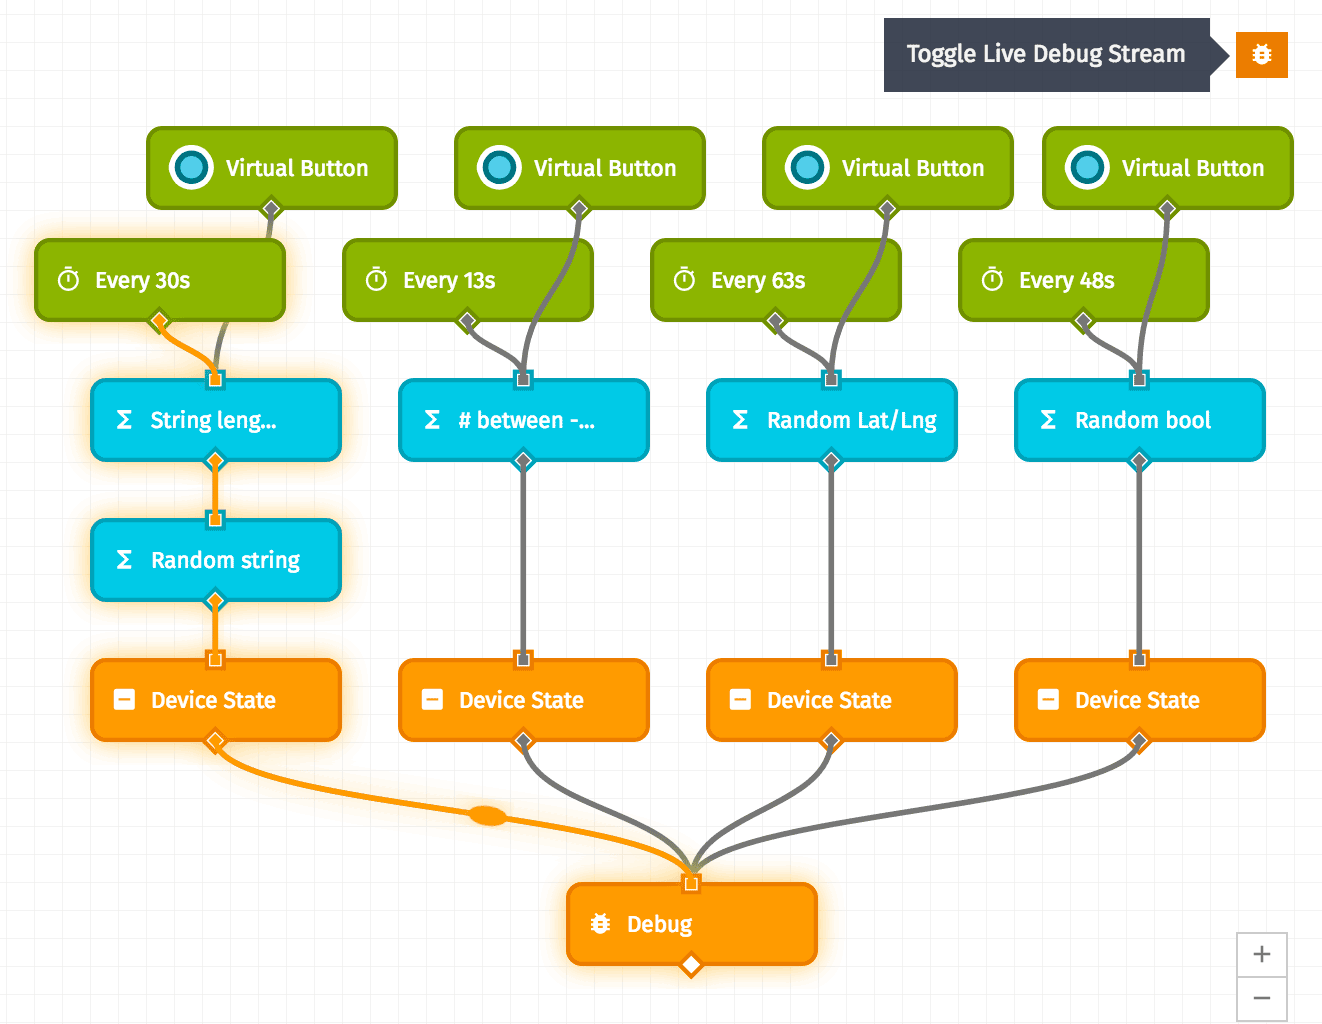 Toggle Live Debug Stream
Virtual Button
Virtual Button
Virtual Button
Virtual Button
Every 30s
Every 13s
Every 63s
Every 48s
String leng...
# between -...
Random Lat/Lng
Random bool
Random string
Device State
Device State
Device State
Device State
Debug
+
−